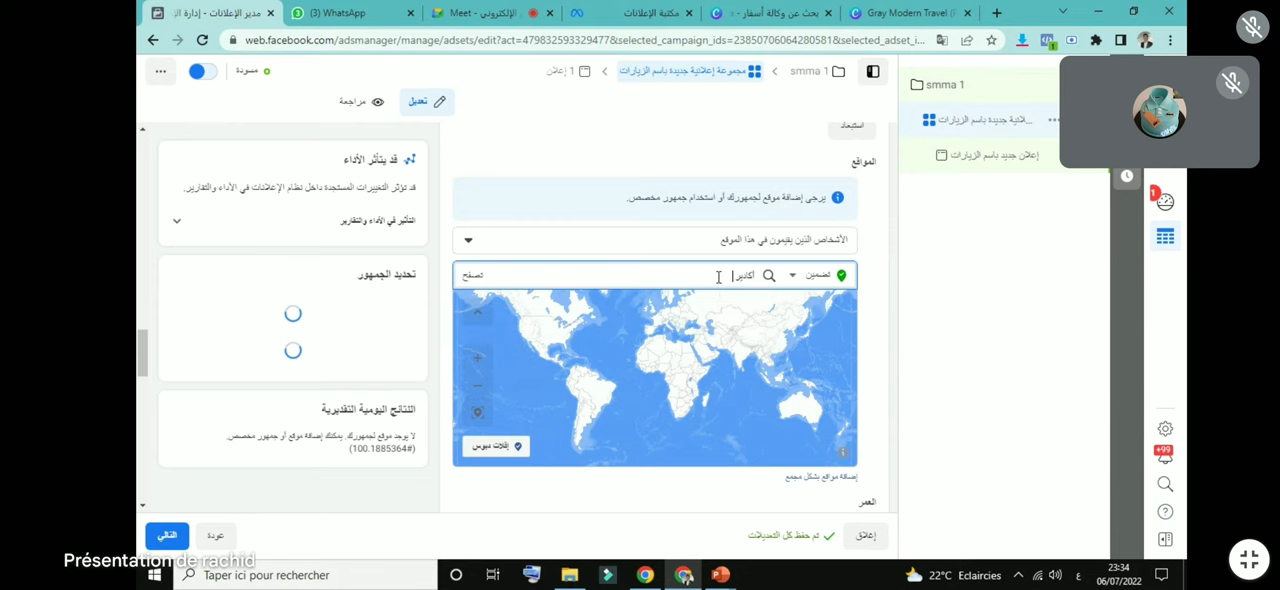 مدير الإعلانات - إدارة الإ
(3) WhatsApp
Meet - الإلكتروني
مكتبة الإعلانات
بحث عن وكالة أسفار - x
Gray Modern Travel (F
web.facebook.com/adsmanager/manage/adsets/edit?act=479832593329477&selected_campaign_ids=23850706064280581&selected_adset_i...
مسودة
1 إعلان
مجموعة إعلانية جديدة باسم الزيارات
smma 1
smma 1
مراجعة
تعديل
علانية جديدة باسم الزيارات...
إعلان جديد باسم الزيارات
استبعاد
المواقع
يرجى إضافة موقع لجمهورك أو استخدام جمهور مخصص.
الأشخاص الذين يقيمون في هذا الموقع
تضمين
أكادير
تصفح
إفلات دبوس
إضافة مواقع بشكل مجمع
العمر
قد يتأثر الأداء
قد تؤثر التغييرات المستجدة داخل نظام الإعلانات في الأداء والتقارير.
التأثير في الأداء والتقارير
تحديد الجمهور
النتائج اليومية التقديرية
لا يوجد موقع لجمهورك. يمكنك إضافة موقع أو جمهور مخصص.
(#100.1885364)
1
+99
التالي
عودة
تم حفظ كل التعديلات
إغلاق
Présentation de rachid
Taper ici pour rechercher
22°C Eclaircies
ع
23:34
06/07/2022